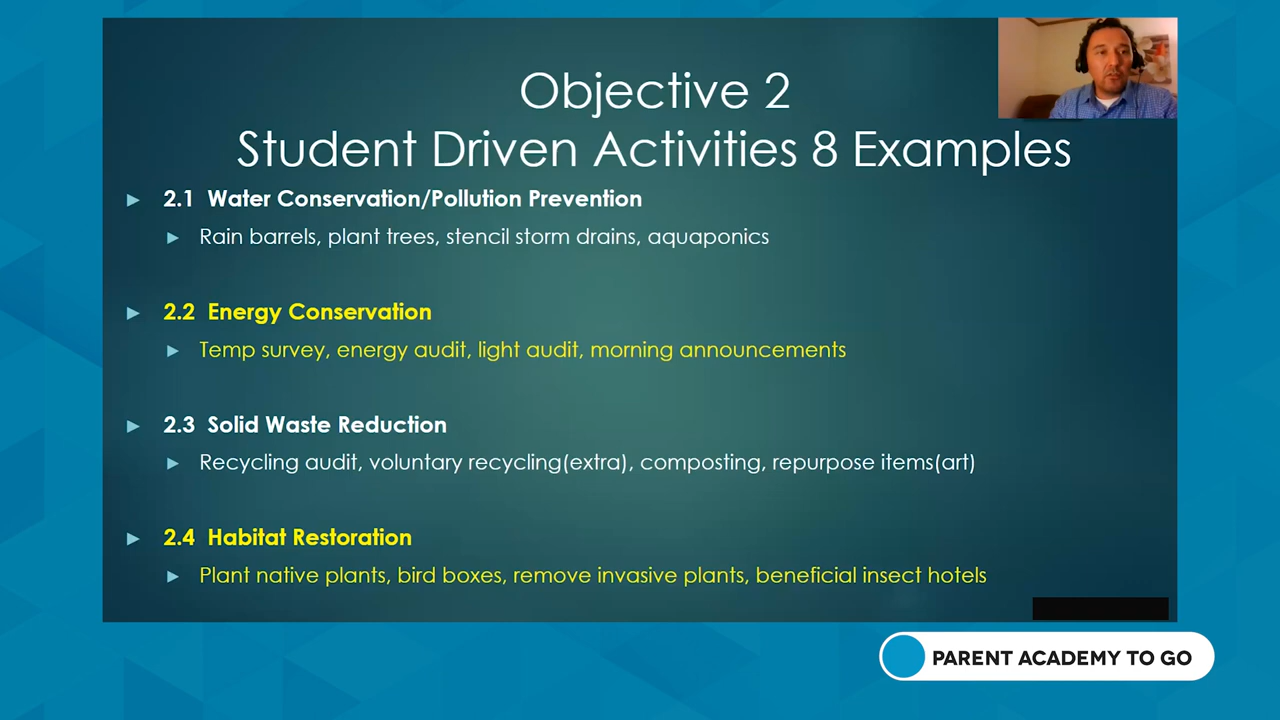 Objective 2
Student Driven Activities 8 Examples
2.1 Water Conservation/Pollution Prevention
Rain barrels, plant trees, stencil storm drains, aquaponics
2.2 Energy Conservation
Temp survey, energy audit, light audit, morning announcements
2.3 Solid Waste Reduction
Recycling audit, voluntary recycling(extra), composting, repurpose items(art)
2.4 Habitat Restoration
Plant native plants, bird boxes, remove invasive plants, beneficial insect hotels
PARENT ACADEMY TO GO